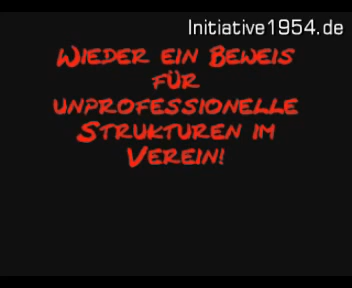 Initiative1954.de
Wieder ein Beweis
für
unprofessionelle
Strukturen im
Verein!